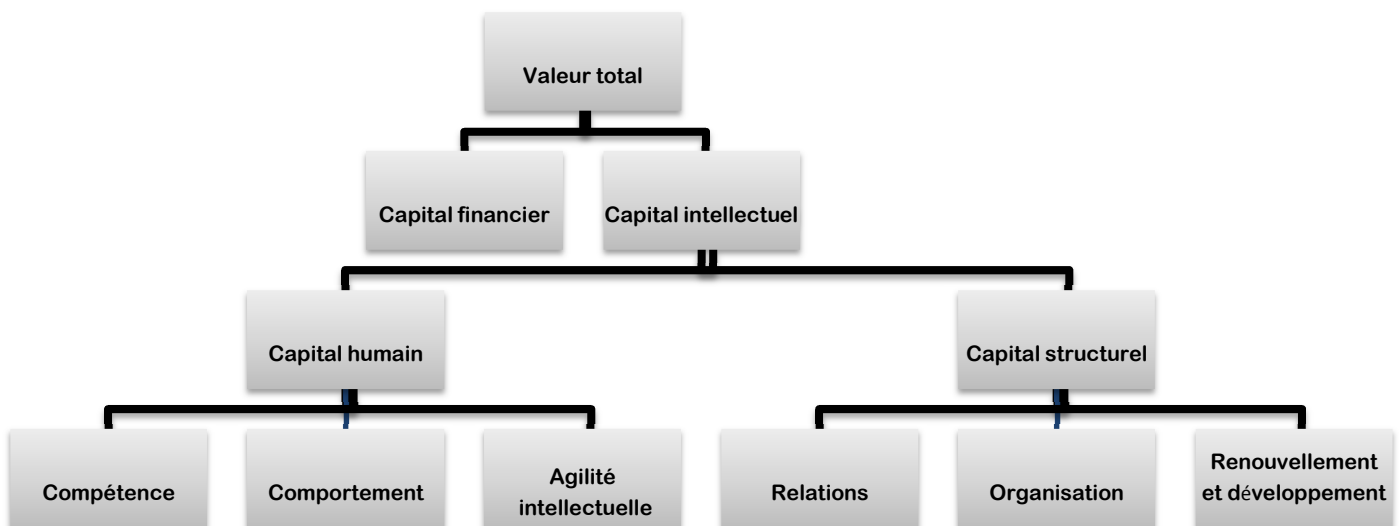 Valeur total
Capital financier
Capital intellectuel
Capital humain
Capital structurel
Compétence
Comportement
Agilité
intellectuelle
Relations
Organisation
Renouvellement
et développement